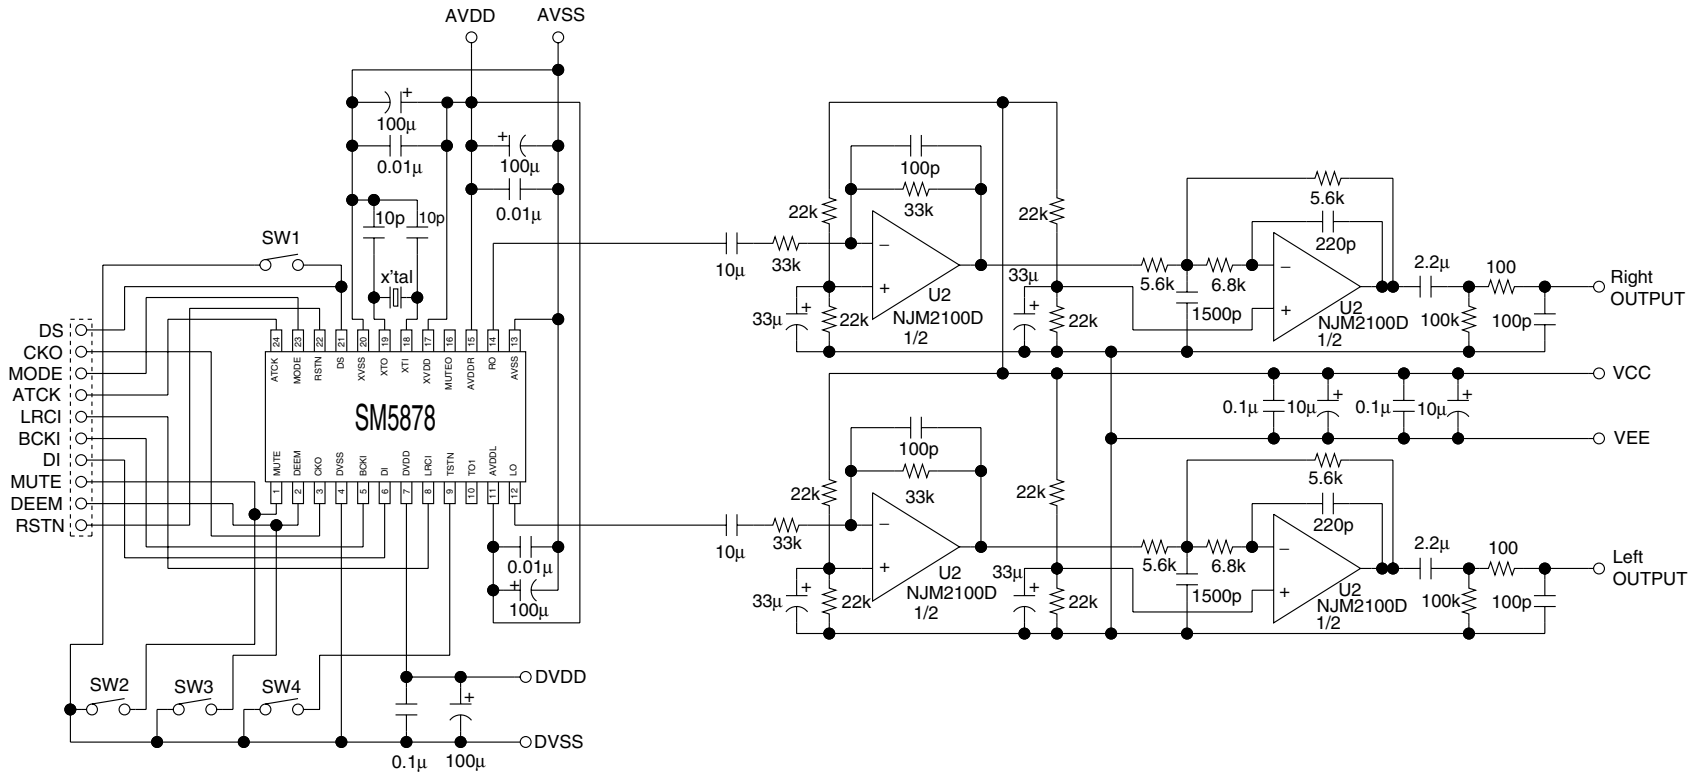 AVDD AVSS
100µ
0.01µ
100µ
0.01µ
10p 10p
x'tal
SW1
DS
CKO
MODE
ATCK
LRCI
BCKI
DI
MUTE
DEEM
RSTN
24 23 22 21 20 19 18 17 16 15 14 13
ATCK MODE RSTN DS XVSS XTO XTI XVDD MUTEO AVDDR RO AVSS
SM5878
MUTE DEEM CKO DVSS BCKI DI DVDD LRCI TSTN TO1 AVDDL LO
1 2 3 4 5 6 7 8 9 10 11 12
0.01µ
100µ
SW2 SW3 SW4
DVDD
DVSS
0.1µ 100µ
+
+
+
+
10µ
33k
22k
100p
33k
−
+
U2
NJM2100D
1/2
33µ
+
22k
22k
33µ
+
22k
5.6k
1500p
6.8k
5.6k
220p
−
+
U2
NJM2100D
1/2
2.2µ
100k
100
100p
Right
OUTPUT
VCC
0.1µ 10µ 0.1µ 10µ
+
+
VEE
10µ
33k
22k
100p
33k
−
+
U2
NJM2100D
1/2
33µ
+
22k
22k
33µ
+
22k
5.6k
1500p
6.8k
5.6k
220p
−
+
U2
NJM2100D
1/2
2.2µ
100k
100
100p
Left
OUTPUT